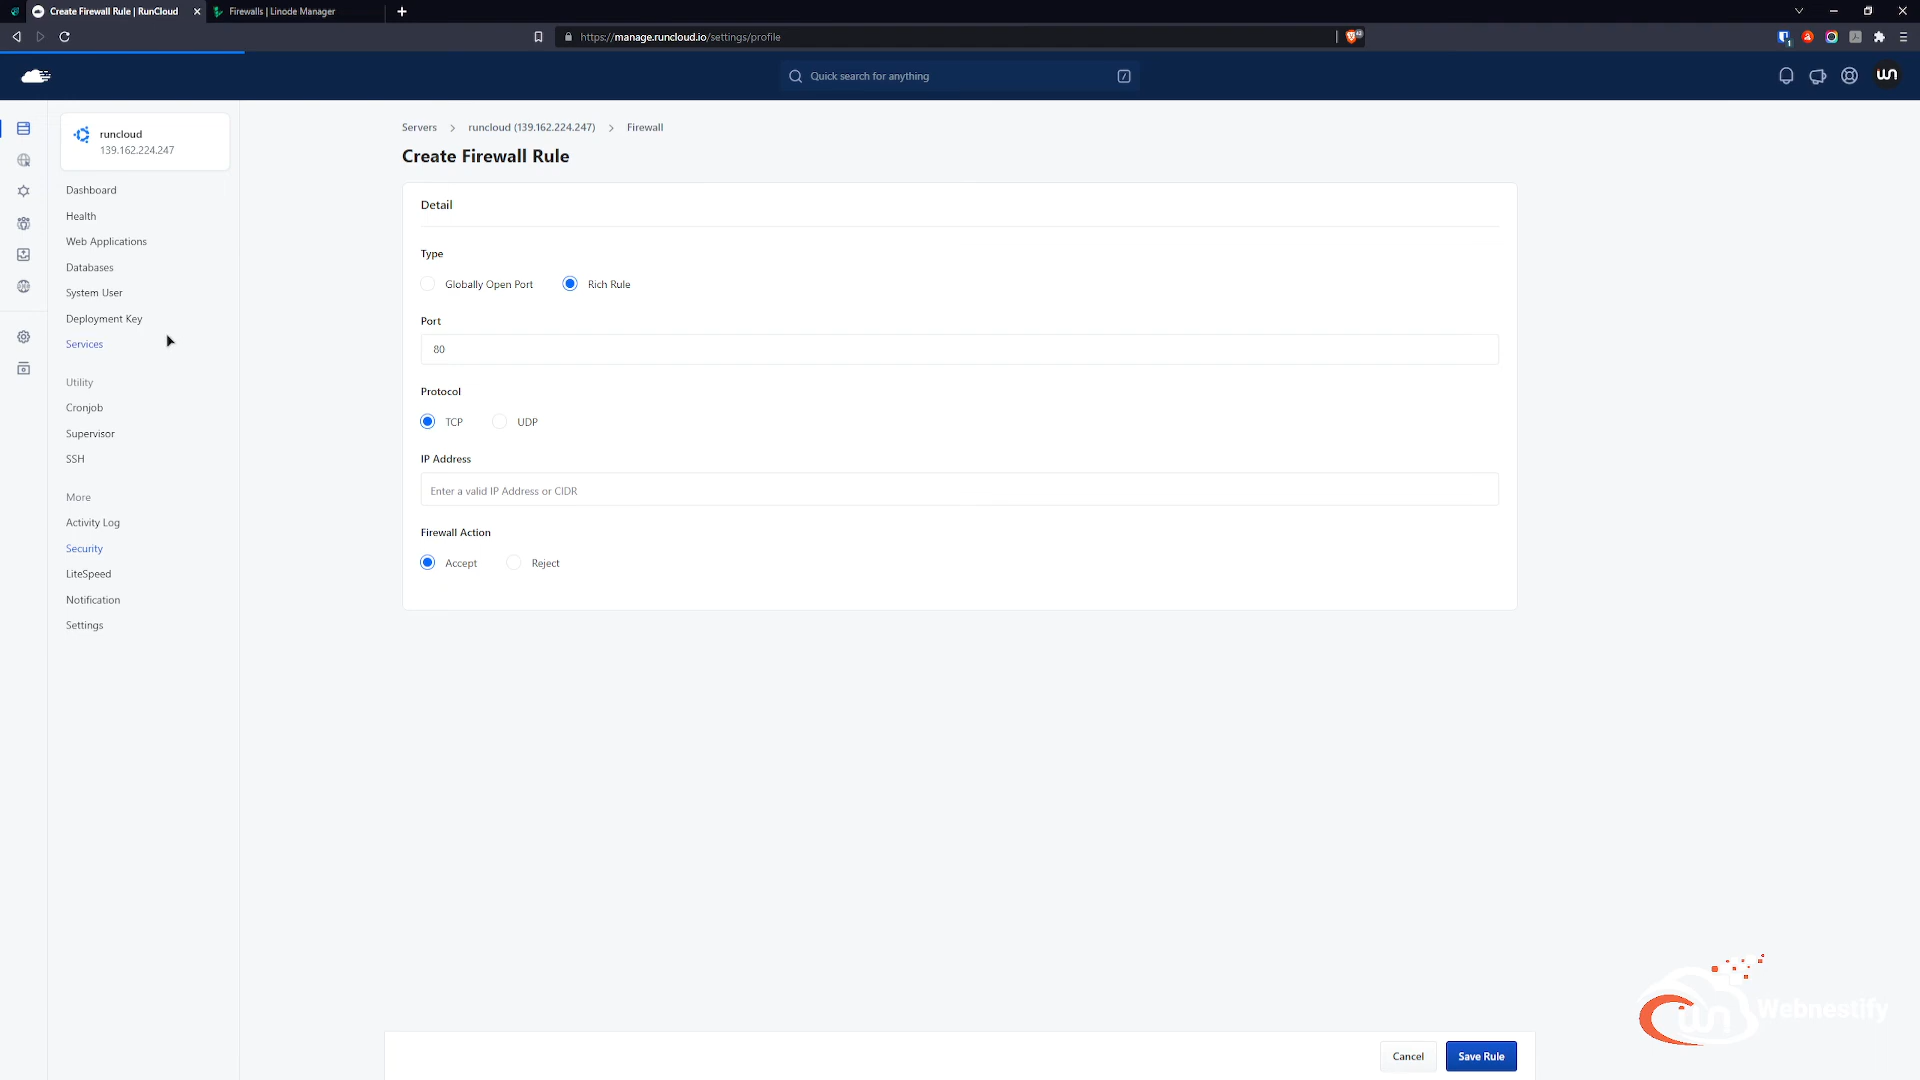 Create Firewall Rule | RunCloud
Firewalls | Linode Manager
https://manage.runcloud.io/settings/profile
Quick search for anything
runcloud
139.162.224.247
Dashboard
Health
Web Applications
Databases
System User
Deployment Key
Services
Utility
Cronjob
Supervisor
SSH
More
Activity Log
Security
LiteSpeed
Notification
Settings
Servers
runcloud (139.162.224.247)
Firewall
Create Firewall Rule
Detail
Type
Globally Open Port
Rich Rule
Port
80
Protocol
TCP
UDP
IP Address
Enter a valid IP Address or CIDR
Firewall Action
Accept
Reject
Cancel
Save Rule
wn Webnestify